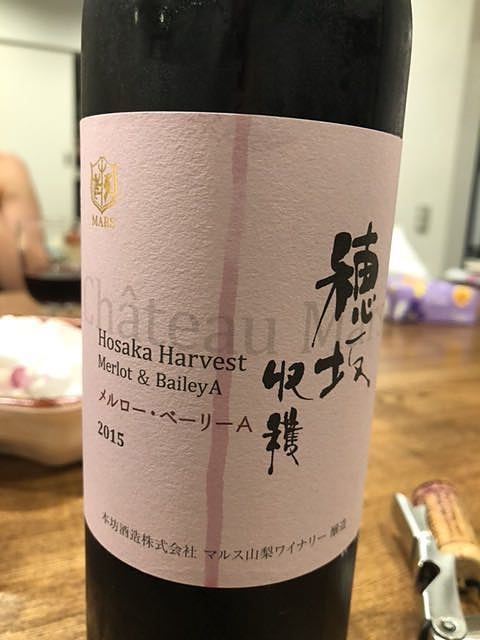 MARS
Château Mars
Hosaka Harvest
Merlot & Bailey A
メルロー・ベーリーA
2015
穂坂
収穫
本坊酒造株式会社 マルス山梨ワイナリー 醸造